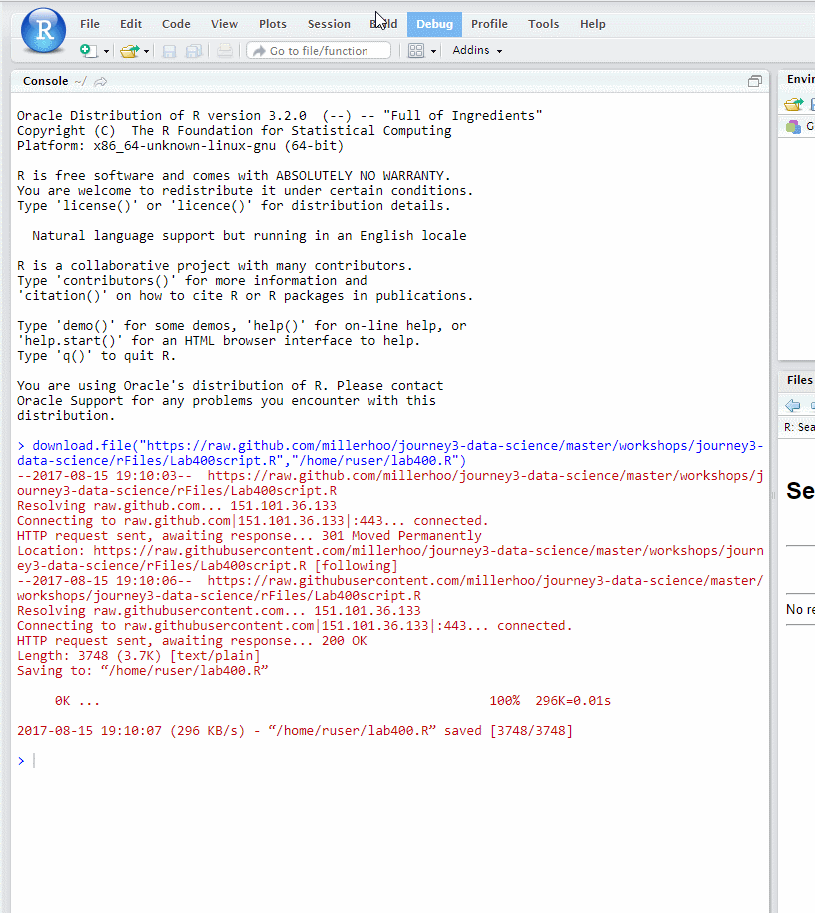 R
File Edit Code View Plots Session Build Debug Profile Tools Help
Go to file/function Addins
Console ~/
Oracle Distribution of R version 3.2.0  (--) -- "Full of Ingredients"
Copyright (C)  The R Foundation for Statistical Computing
Platform: x86_64-unknown-linux-gnu (64-bit)
R is free software and comes with ABSOLUTELY NO WARRANTY.
You are welcome to redistribute it under certain conditions.
Type 'license()' or 'licence()' for distribution details.
Natural language support but running in an English locale
R is a collaborative project with many contributors.
Type 'contributors()' for more information and
'citation()' on how to cite R or R packages in publications.
Type 'demo()' for some demos, 'help()' for on-line help, or
'help.start()' for an HTML browser interface to help.
Type 'q()' to quit R.
You are using Oracle's distribution of R. Please contact
Oracle Support for any problems you encounter with this
distribution.
> download.file("https://raw.github.com/millerhoo/journey3-data-science/master/workshops/journey3-
data-science/rFiles/Lab400script.R","/home/ruser/lab400.R")
--2017-08-15 19:10:03--  https://raw.github.com/millerhoo/journey3-data-science/master/workshops/j
ourney3-data-science/rFiles/Lab400script.R
Resolving raw.github.com... 151.101.36.133
Connecting to raw.github.com|151.101.36.133|:443... connected.
HTTP request sent, awaiting response... 301 Moved Permanently
Location: https://raw.githubusercontent.com/millerhoo/journey3-data-science/master/workshops/journ
ey3-data-science/rFiles/Lab400script.R [following]
--2017-08-15 19:10:06--  https://raw.githubusercontent.com/millerhoo/journey3-data-science/master/
workshops/journey3-data-science/rFiles/Lab400script.R
Resolving raw.githubusercontent.com... 151.101.36.133
Connecting to raw.githubusercontent.com|151.101.36.133|:443... connected.
HTTP request sent, awaiting response... 200 OK
Length: 3748 (3.7K) [text/plain]
Saving to: “/home/ruser/lab400.R”
0K ... 100%  296K=0.01s
2017-08-15 19:10:07 (296 KB/s) - “/home/ruser/lab400.R” saved [3748/3748]
>
Envir
G
Files
R: Sea
Se
No re